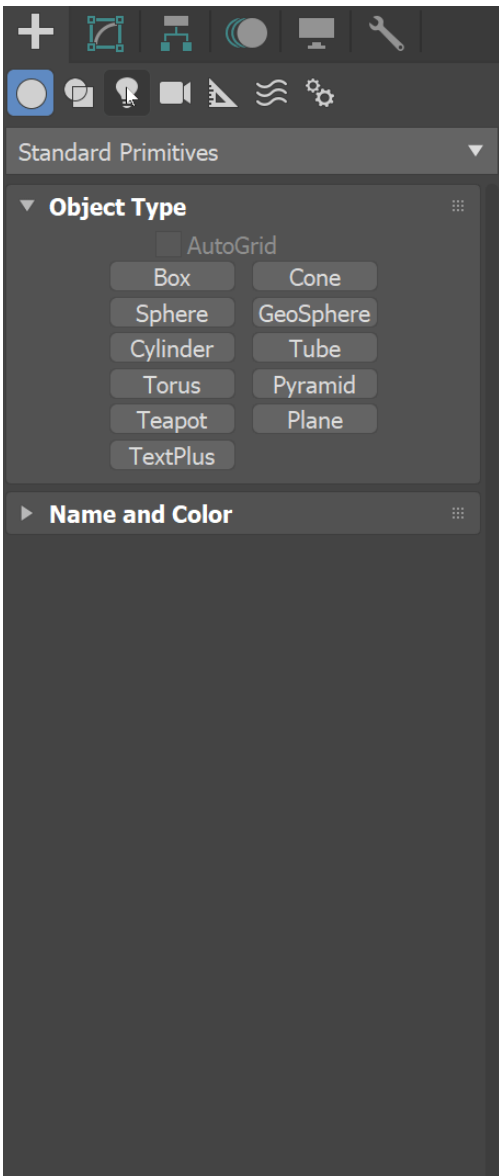 Standard Primitives
Object Type
AutoGrid
Box Cone
Sphere GeoSphere
Cylinder Tube
Torus Pyramid
Teapot Plane
TextPlus
Name and Color